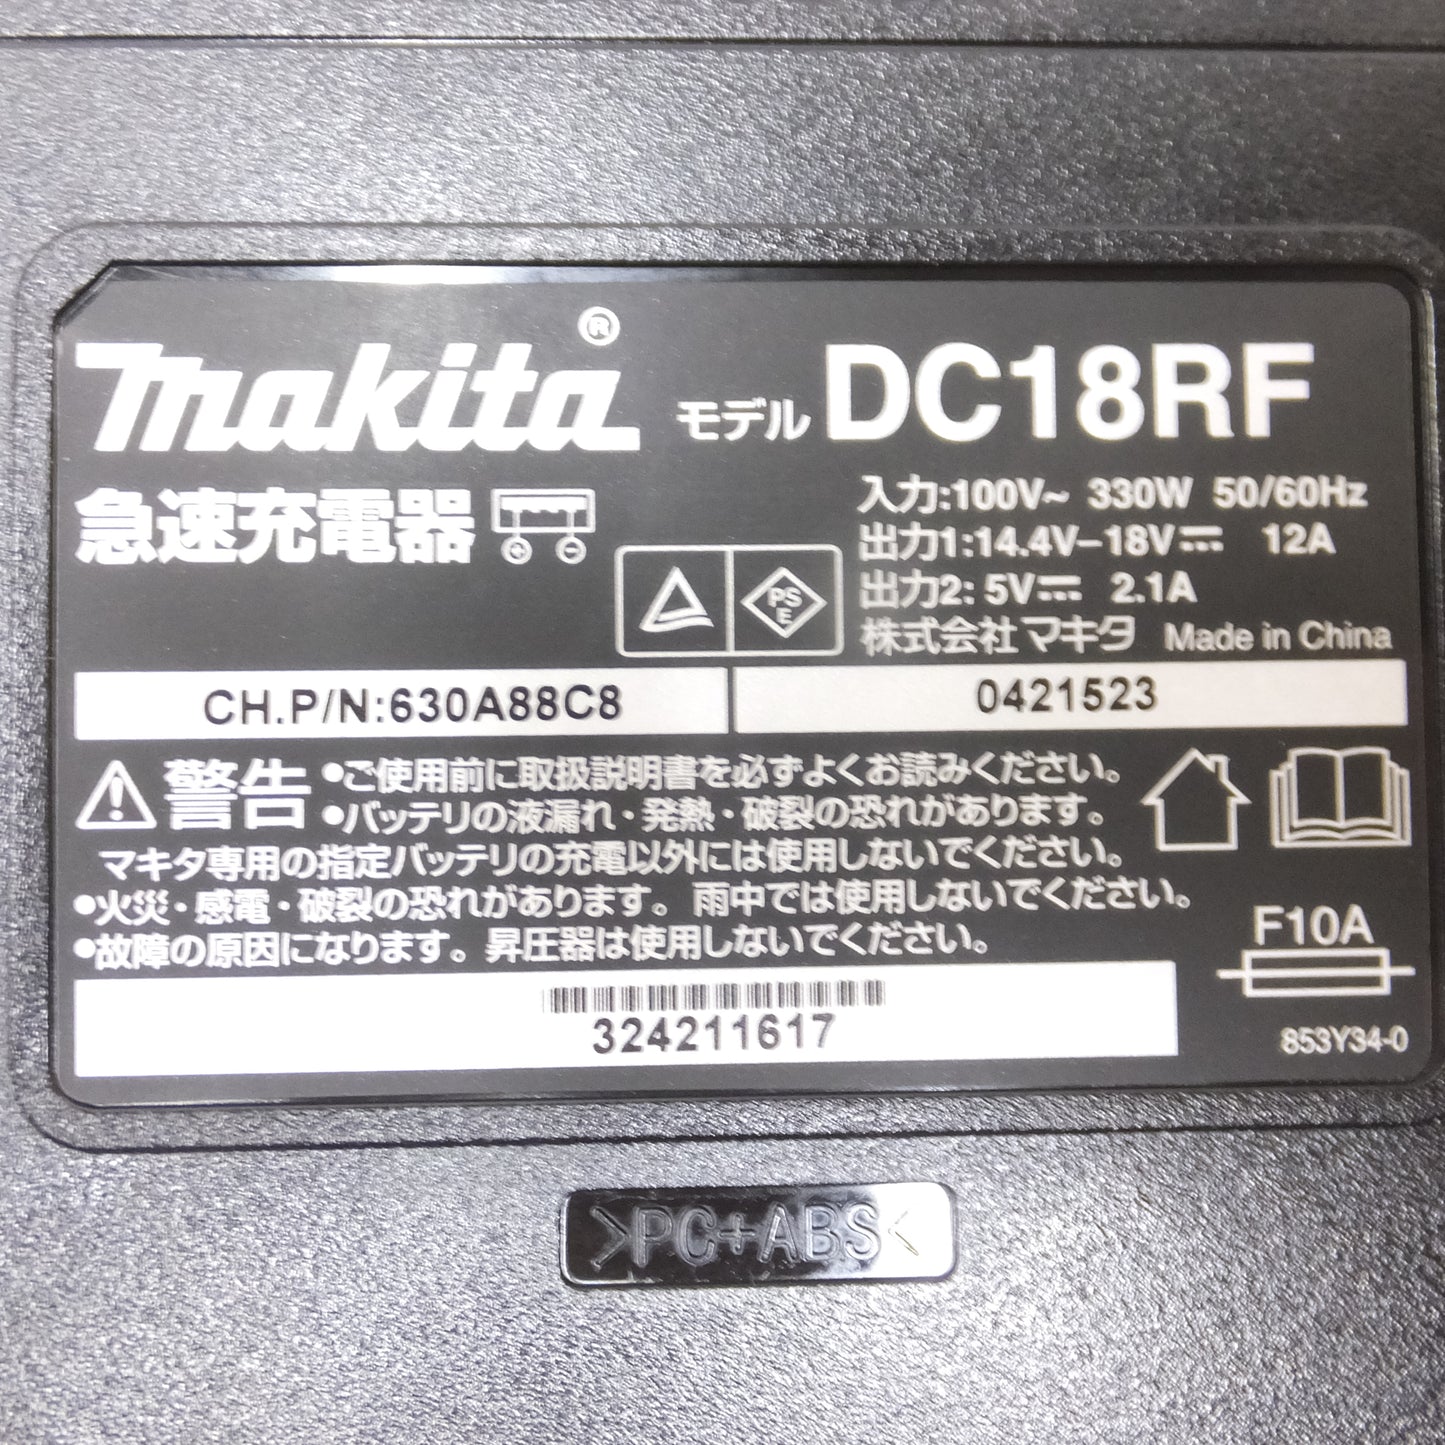 makita® モデル DC18RF
急速充電器
入力:100V~ 330W 50/60Hz
出力1:14.4V–18V⎓ 12A
出力2: 5V⎓ 2.1A
PS
E
株式会社マキタ Made in China
CH.P/N:630A88C8
0421523
警告 ●ご使用前に取扱説明書を必ずよくお読みください。
●バッテリの液漏れ・発熱・破裂の恐れがあります。
マキタ専用の指定バッテリの充電以外には使用しないでください。
●火災・感電・破裂の恐れがあります。雨中では使用しないでください。
●故障の原因になります。昇圧器は使用しないでください。
F10A
324211617
853Y34-0
>PC+ABS<